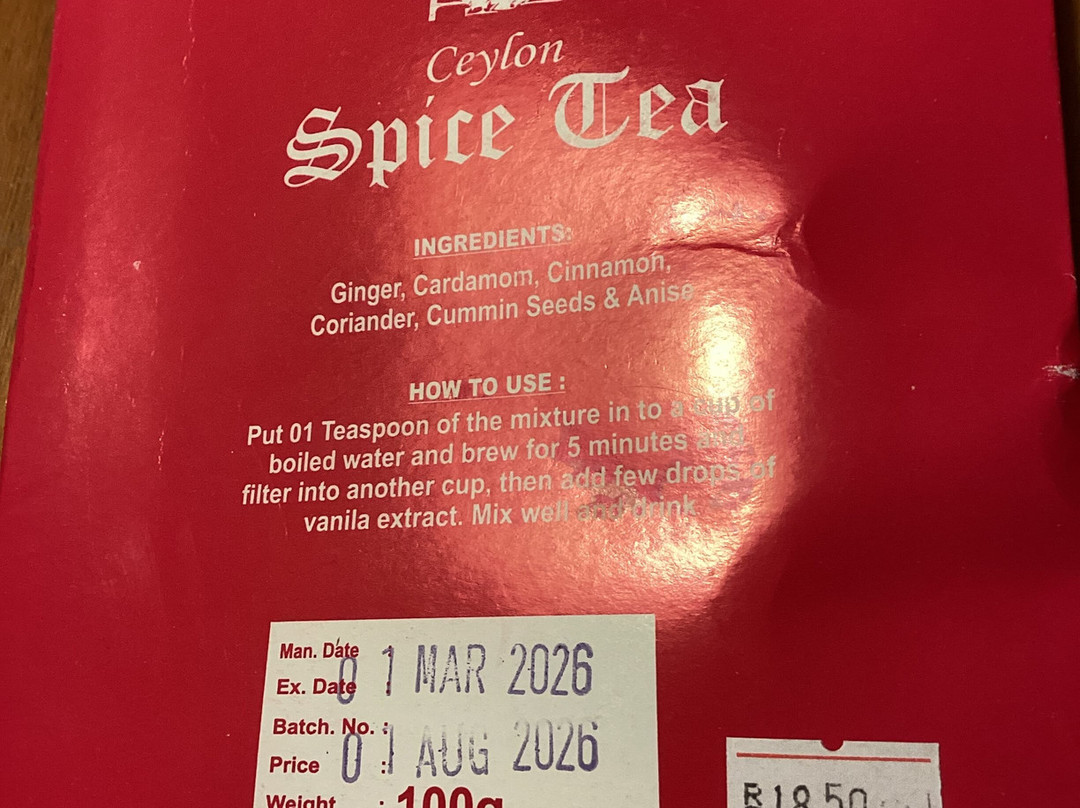 Ceylon
Spice Tea
INGREDIENTS:
Ginger, Cardamom, Cinnamon,
Coriander, Cummin Seeds & Anise
HOW TO USE :
Put 01 Teaspoon of the mixture in to a cup of
boiled water and brew for 5 minutes and
filter into another cup, then add few drops of
vanila extract. Mix well and drink
Man. Date
01 MAR 2026
Ex. Date :
Batch. No. :
01 AUG 2026
Price :
Weight : 100g
18.50